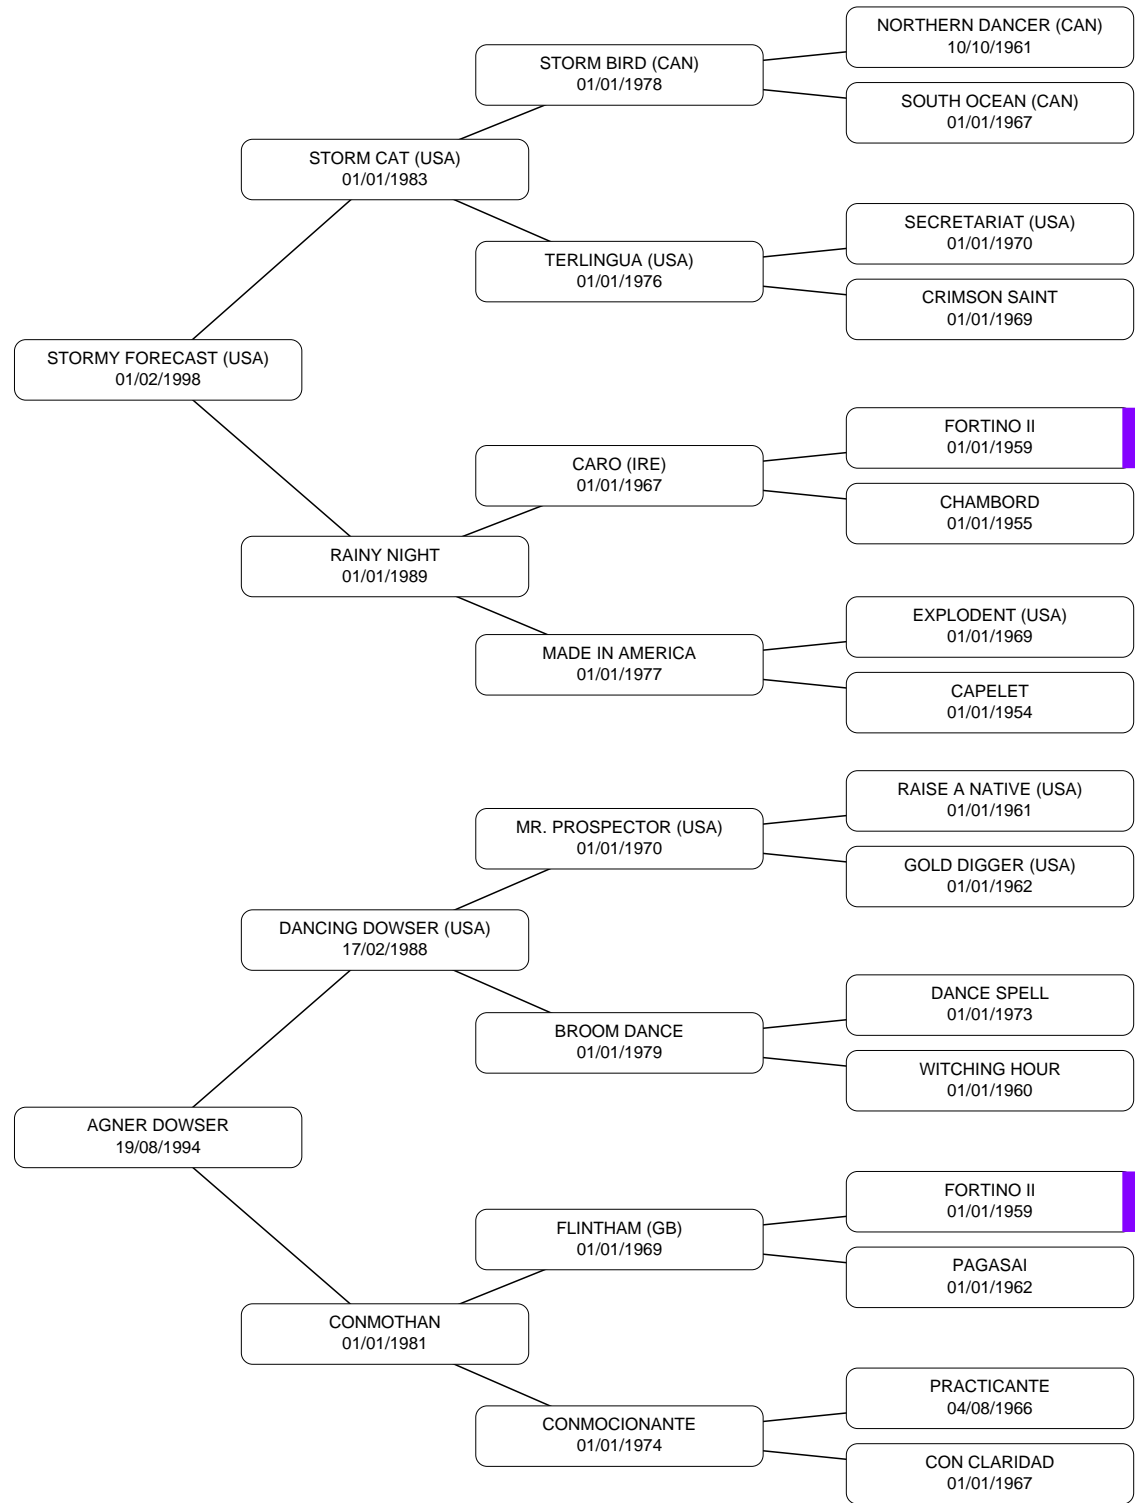 NORTHERN DANCER (CAN)
10/10/1961
STORM BIRD (CAN)
01/01/1978
SOUTH OCEAN (CAN)
01/01/1967
STORM CAT (USA)
01/01/1983
SECRETARIAT (USA)
01/01/1970
TERLINGUA (USA)
01/01/1976
CRIMSON SAINT
01/01/1969
STORMY FORECAST (USA)
01/02/1998
FORTINO II
01/01/1959
CARO (IRE)
01/01/1967
CHAMBORD
01/01/1955
RAINY NIGHT
01/01/1989
EXPLODENT (USA)
01/01/1969
MADE IN AMERICA
01/01/1977
CAPELET
01/01/1954
RAISE A NATIVE (USA)
01/01/1961
MR. PROSPECTOR (USA)
01/01/1970
GOLD DIGGER (USA)
01/01/1962
DANCING DOWSER (USA)
17/02/1988
DANCE SPELL
01/01/1973
BROOM DANCE
01/01/1979
WITCHING HOUR
01/01/1960
AGNER DOWSER
19/08/1994
FORTINO II
01/01/1959
FLINTHAM (GB)
01/01/1969
PAGASAI
01/01/1962
CONMOTHAN
01/01/1981
PRACTICANTE
04/08/1966
CONMOCIONANTE
01/01/1974
CON CLARIDAD
01/01/1967